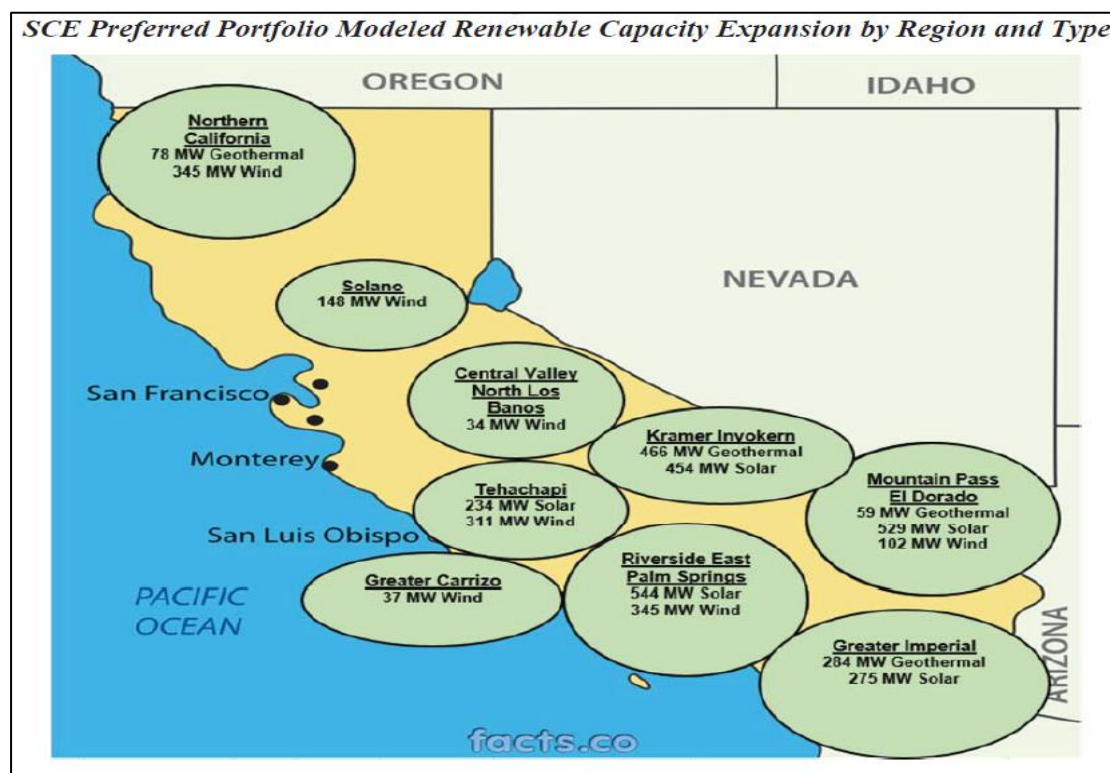 SCE Preferred Portfolio Modeled Renewable Capacity Expansion by Region and Type
OREGON
IDAHO
Northern
California
78 MW Geothermal
345 MW Wind
NEVADA
Solano
148 MW Wind
Central Valley
North Los
Banos
34 MW Wind
San Francisco
Kramer Inyokern
466 MW Geothermal
454 MW Solar
Monterey
Mountain Pass
El Dorado
59 MW Geothermal
529 MW Solar
102 MW Wind
Tehachapi
234 MW Solar
311 MW Wind
San Luis Obispo
Riverside East
Palm Springs
544 MW Solar
345 MW Wind
Greater Carrizo
37 MW Wind
PACIFIC
OCEAN
Greater Imperial
284 MW Geothermal
275 MW Solar
ARIZONA
facts.co